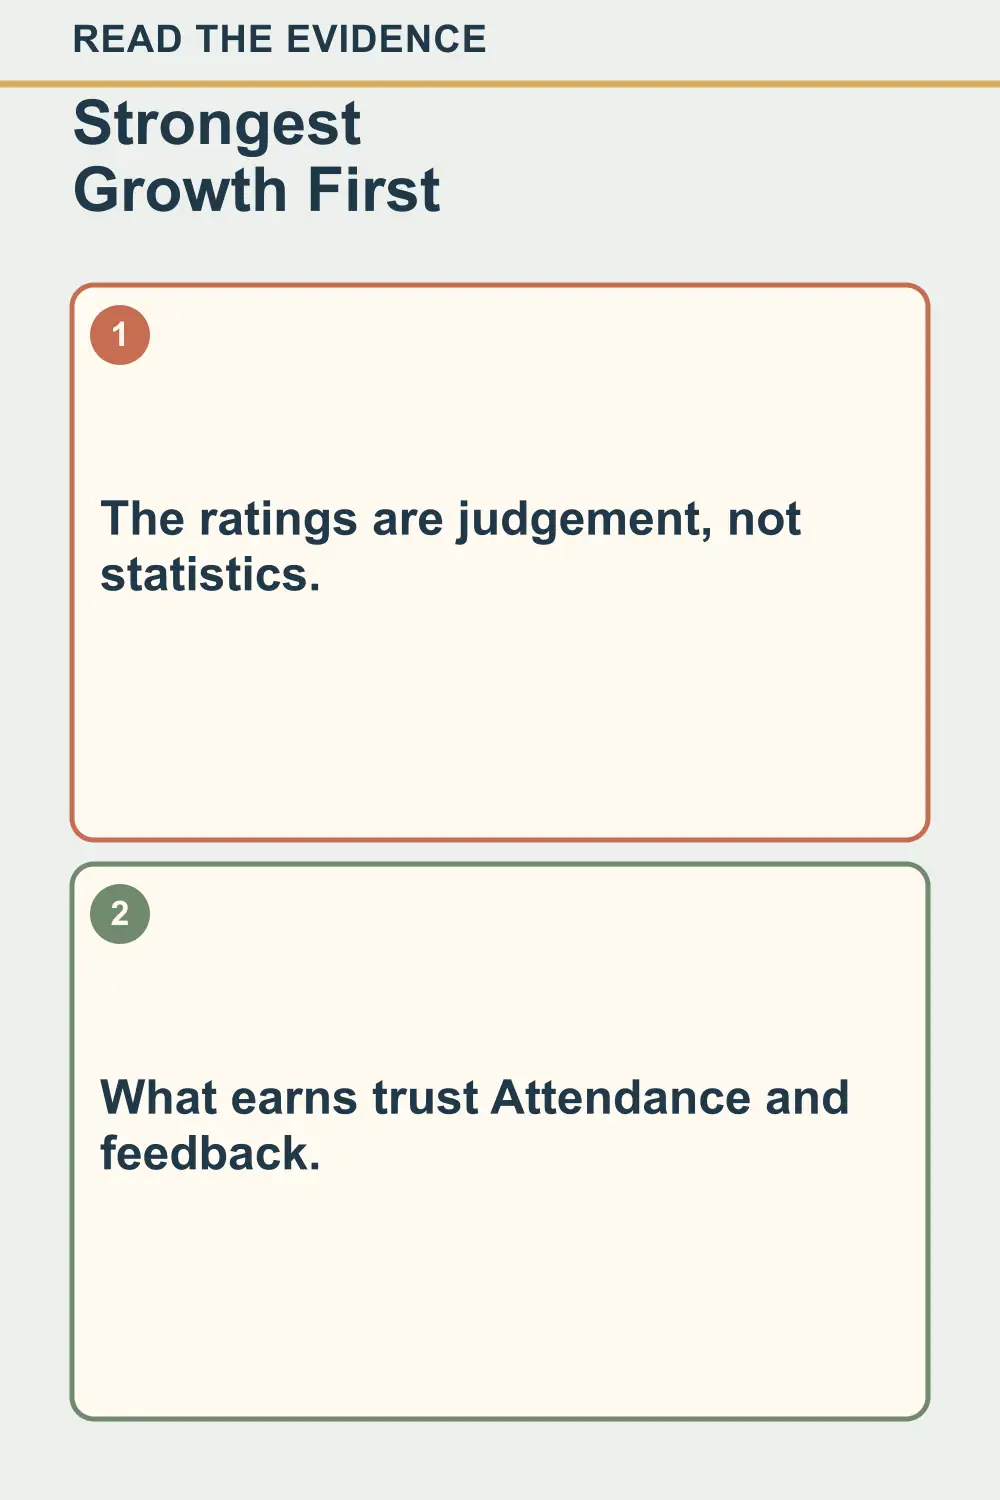 READ THE EVIDENCE
Strongest
Growth First
1
The ratings are judgement, not
statistics.
2
What earns trust Attendance and
feedback.